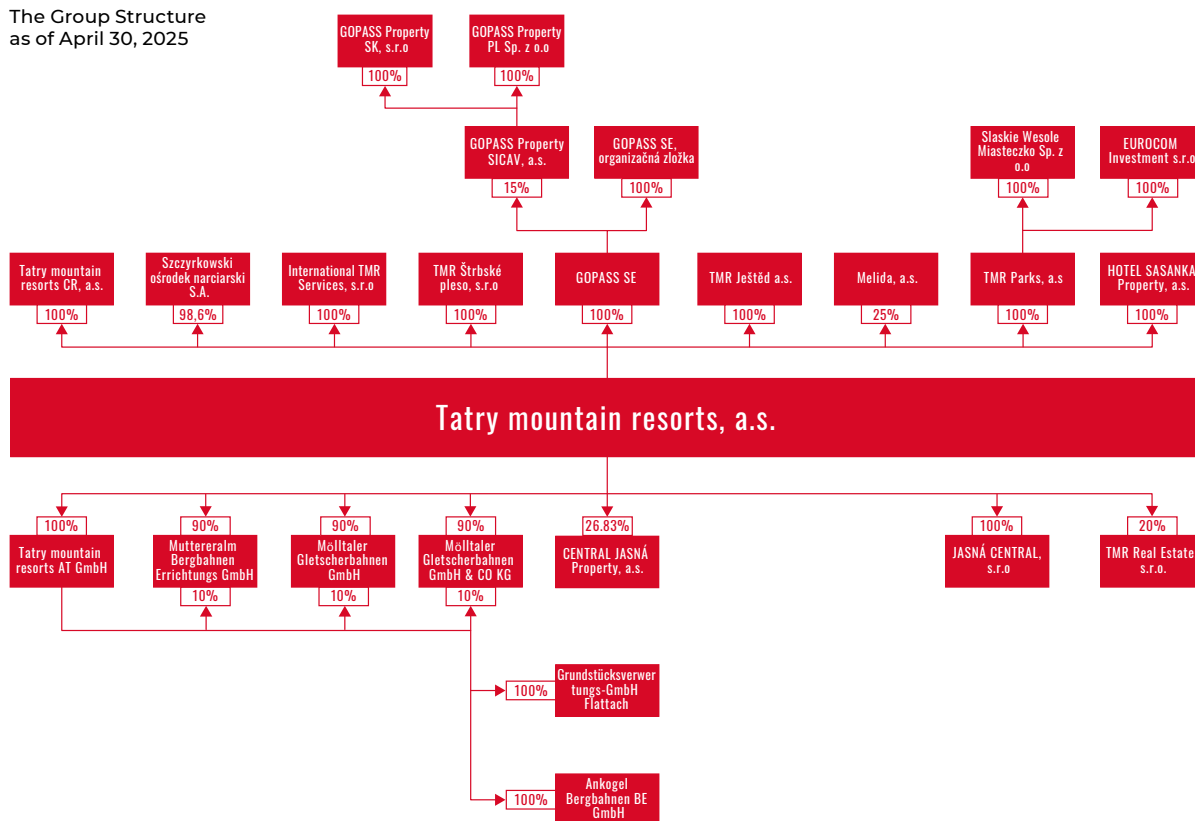 The Group Structure
as of April 30, 2025
GOPASS Property
SK, s.r.o
100%
GOPASS Property
PL Sp. z o.o
100%
GOPASS Property
SICAV, a.s.
15%
GOPASS SE,
organizačná zložka
100%
Slaskie Wesole
Miasteczko Sp. z
o.o
100%
EUROCOM
Investment s.r.o
100%
Tatry mountain
resorts CR, a.s.
100%
Szczyrkowski
ośrodek narciarski
S.A.
98,6%
International TMR
Services, s.r.o
100%
TMR Štrbské
pleso, s.r.o
100%
GOPASS SE
100%
TMR Ještěd a.s.
100%
Melida, a.s.
25%
TMR Parks, a.s
100%
HOTEL SASANKA
Property, a.s.
100%
Tatry mountain resorts, a.s.
100%
Tatry mountain
resorts AT GmbH
90%
Muttereralm
Bergbahnen
Errichtungs GmbH
10%
90%
Mölltaler
Gletscherbahnen
GmbH
10%
90%
Mölltaler
Gletscherbahnen
GmbH & CO KG
10%
26.83%
CENTRAL JASNÁ
Property, a.s.
100%
JASNÁ CENTRAL,
s.r.o
20%
TMR Real Estate,
s.r.o.
100%
Grundstücksverwer
tungs-GmbH
Flattach
100%
Ankogel
Bergbahnen BE
GmbH